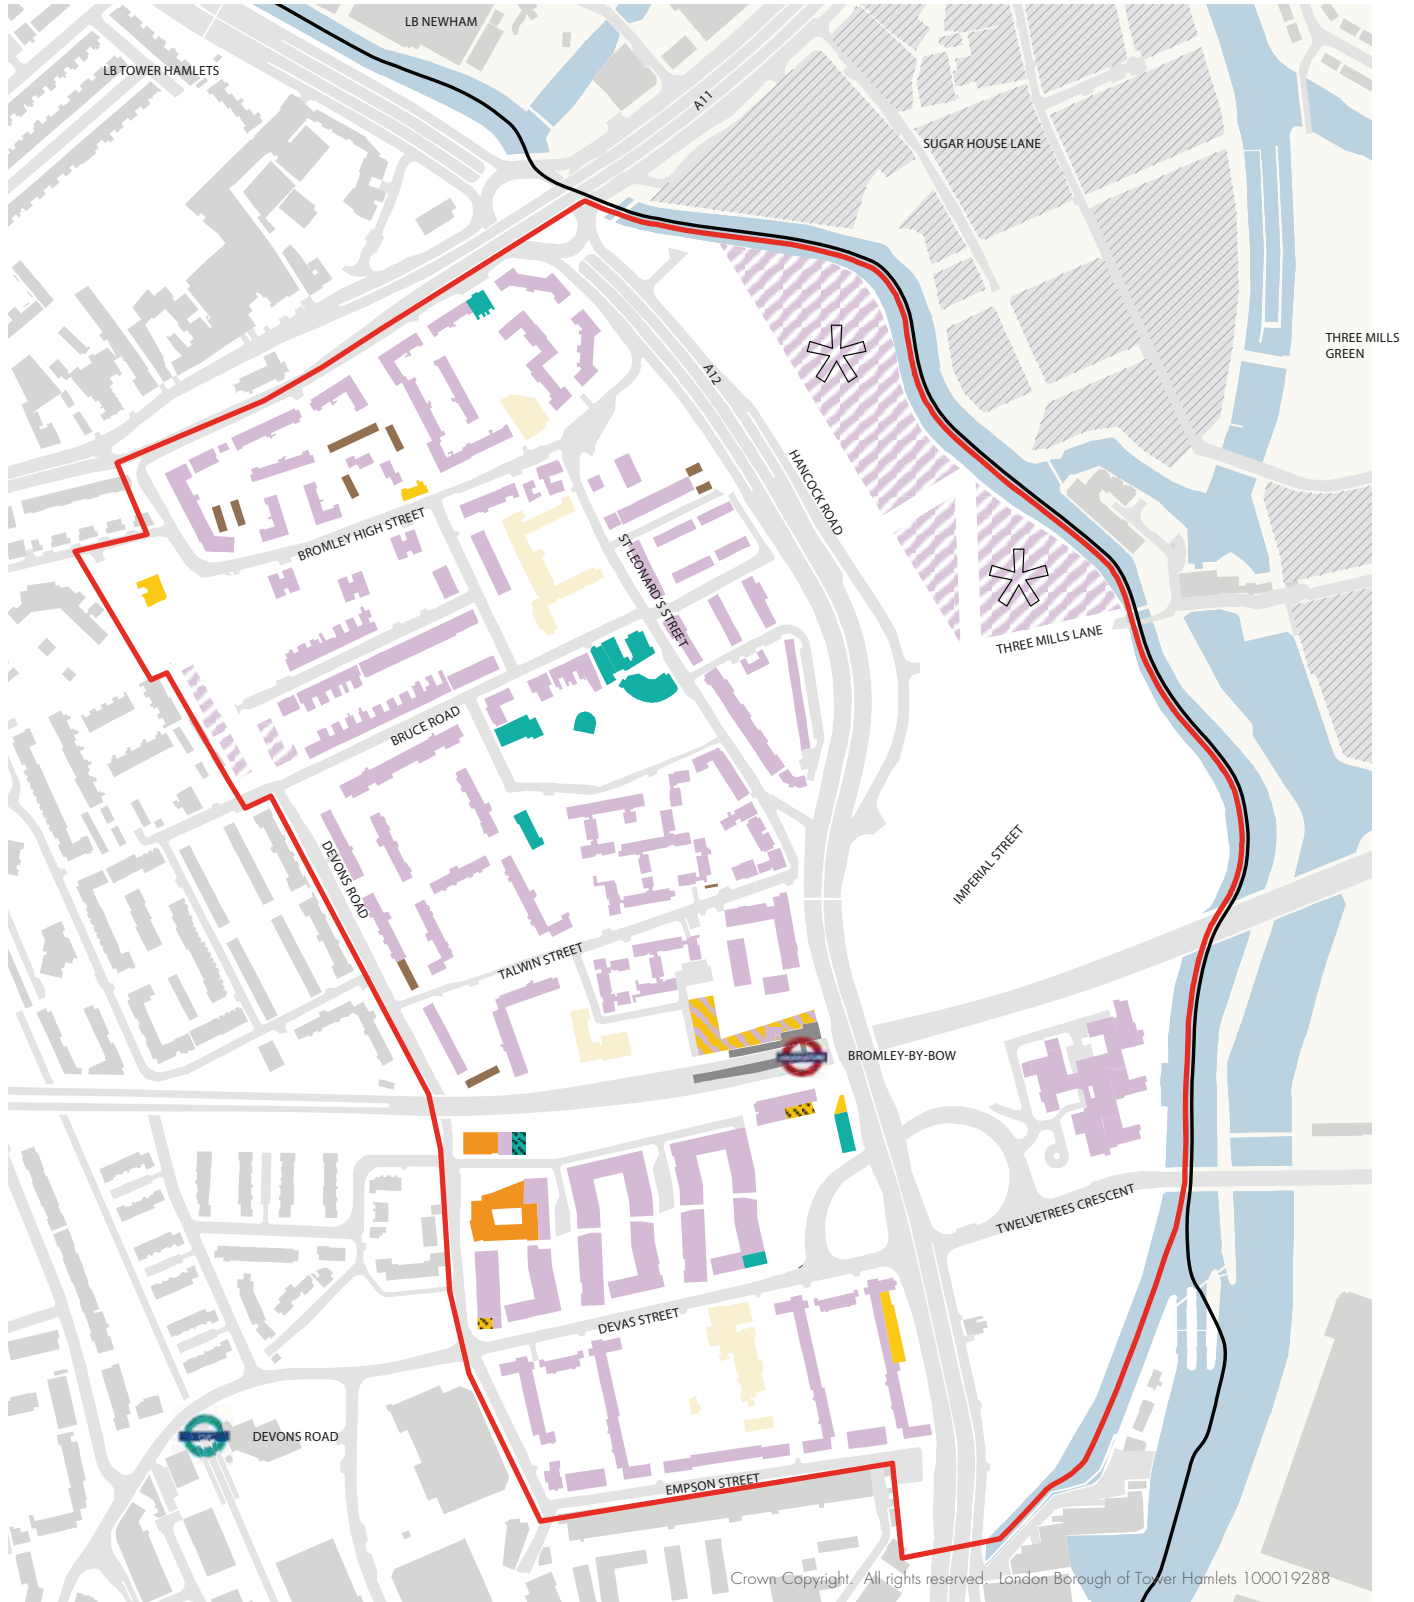 LB NEWHAM
LB TOWER HAMLETS
A11
SUGAR HOUSE LANE
THREE MILLS
GREEN
A12
HANCOCK ROAD
BROMLEY HIGH STREET
ST LEONARD'S STREET
THREE MILLS LANE
BRUCE ROAD
IMPERIAL STREET
DEVONS ROAD
TALWIN STREET
BROMLEY-BY-BOW
TWELVETREES CRESCENT
DEVAS STREET
DEVONS ROAD
EMPSON STREET
Crown Copyright. All rights reserved. London Borough of Tower Hamlets 100019288